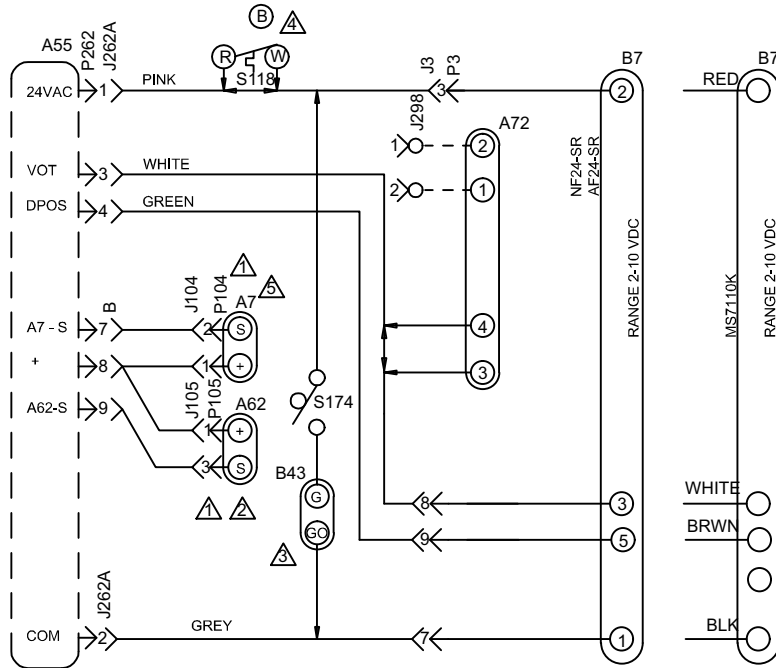 A55
P262
J262A
B
4
R
W
S118
24VAC
1
PINK
J3
P3
3
B7
2
RED
B7
J298
A72
1
2
2
1
NF24-SR
AF24-SR
RANGE 2-10 VDC
MS7110K
RANGE 2-10 VDC
VOT
3
WHITE
DPOS
4
GREEN
B
J104
P104
1
5
A7
A7 - S
7
2
S
+
8
1
+
4
3
J105
P105
A62
A62-S
9
1
+
3
S
1
2
S174
B43
G
GO
3
8
3
WHITE
9
5
BRWN
J262A
COM
2
GREY
7
1
BLK